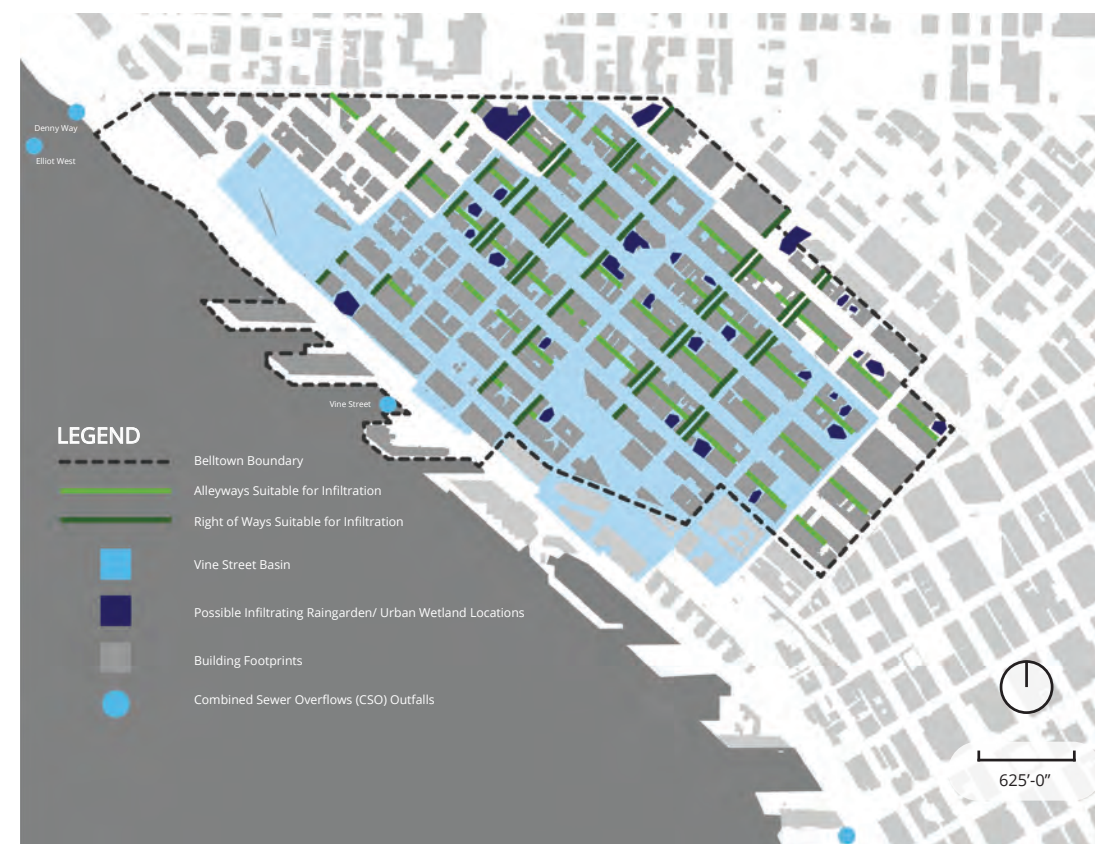 Denny Way
Elliot West
Vine Street
LEGEND
Belltown Boundary
Alleyways Suitable for Infiltration
Right of Ways Suitable for Infiltration
Vine Street Basin
Possible Infiltrating Raingarden/ Urban Wetland Locations
Building Footprints
Combined Sewer Overflows (CSO) Outfalls
625'-0"